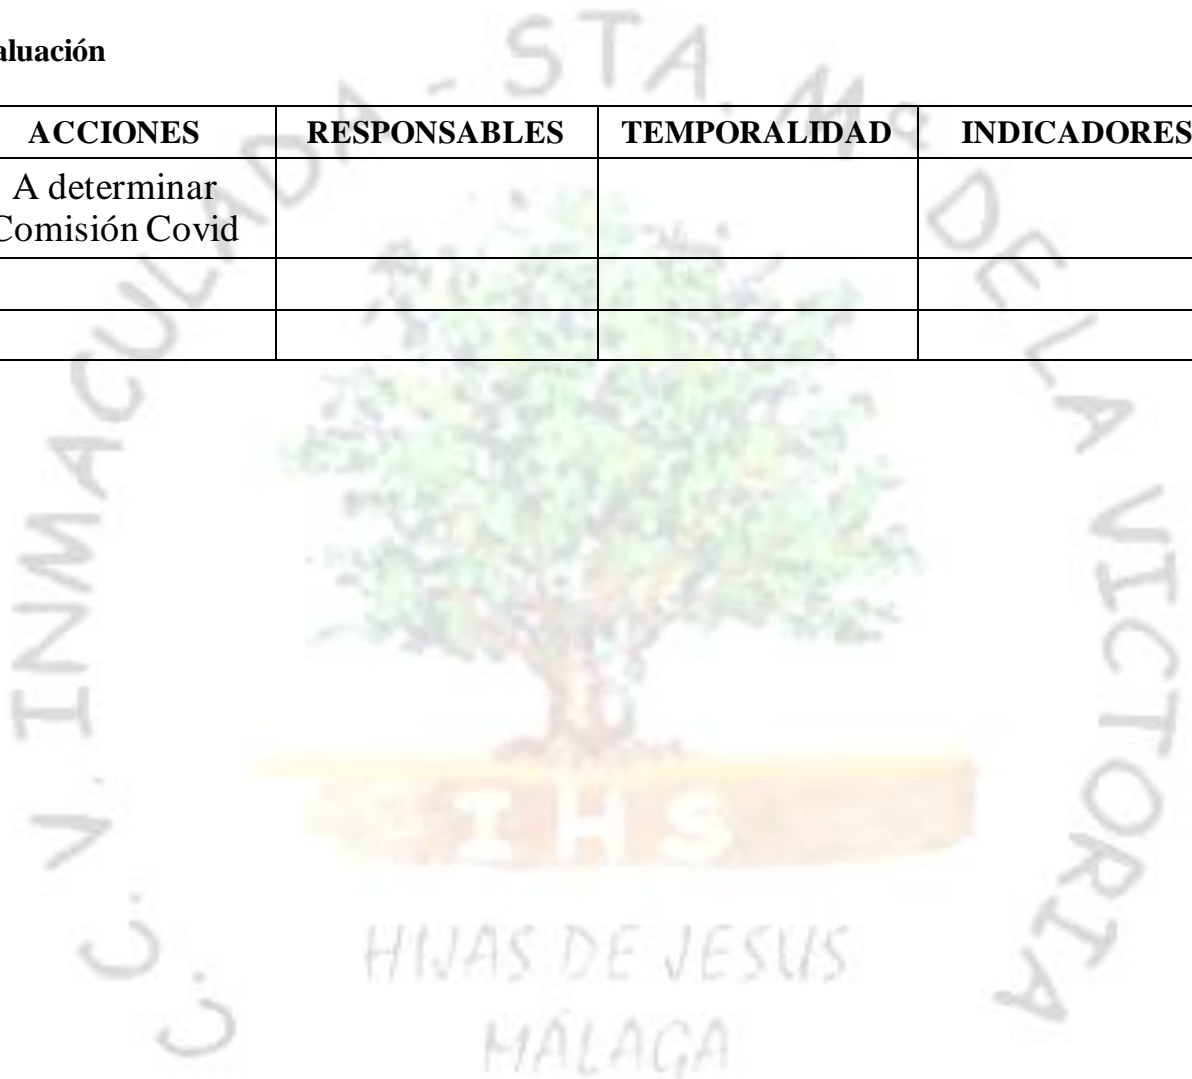 aluación
ACCIONES RESPONSABLES TEMPORALIDAD INDICADORES
A determinar
Comisión Covid
C. C. V. INMACULADA - STA. Mª DE LA VICTORIA
IHS
HIJAS DE JESUS
MÁLAGA